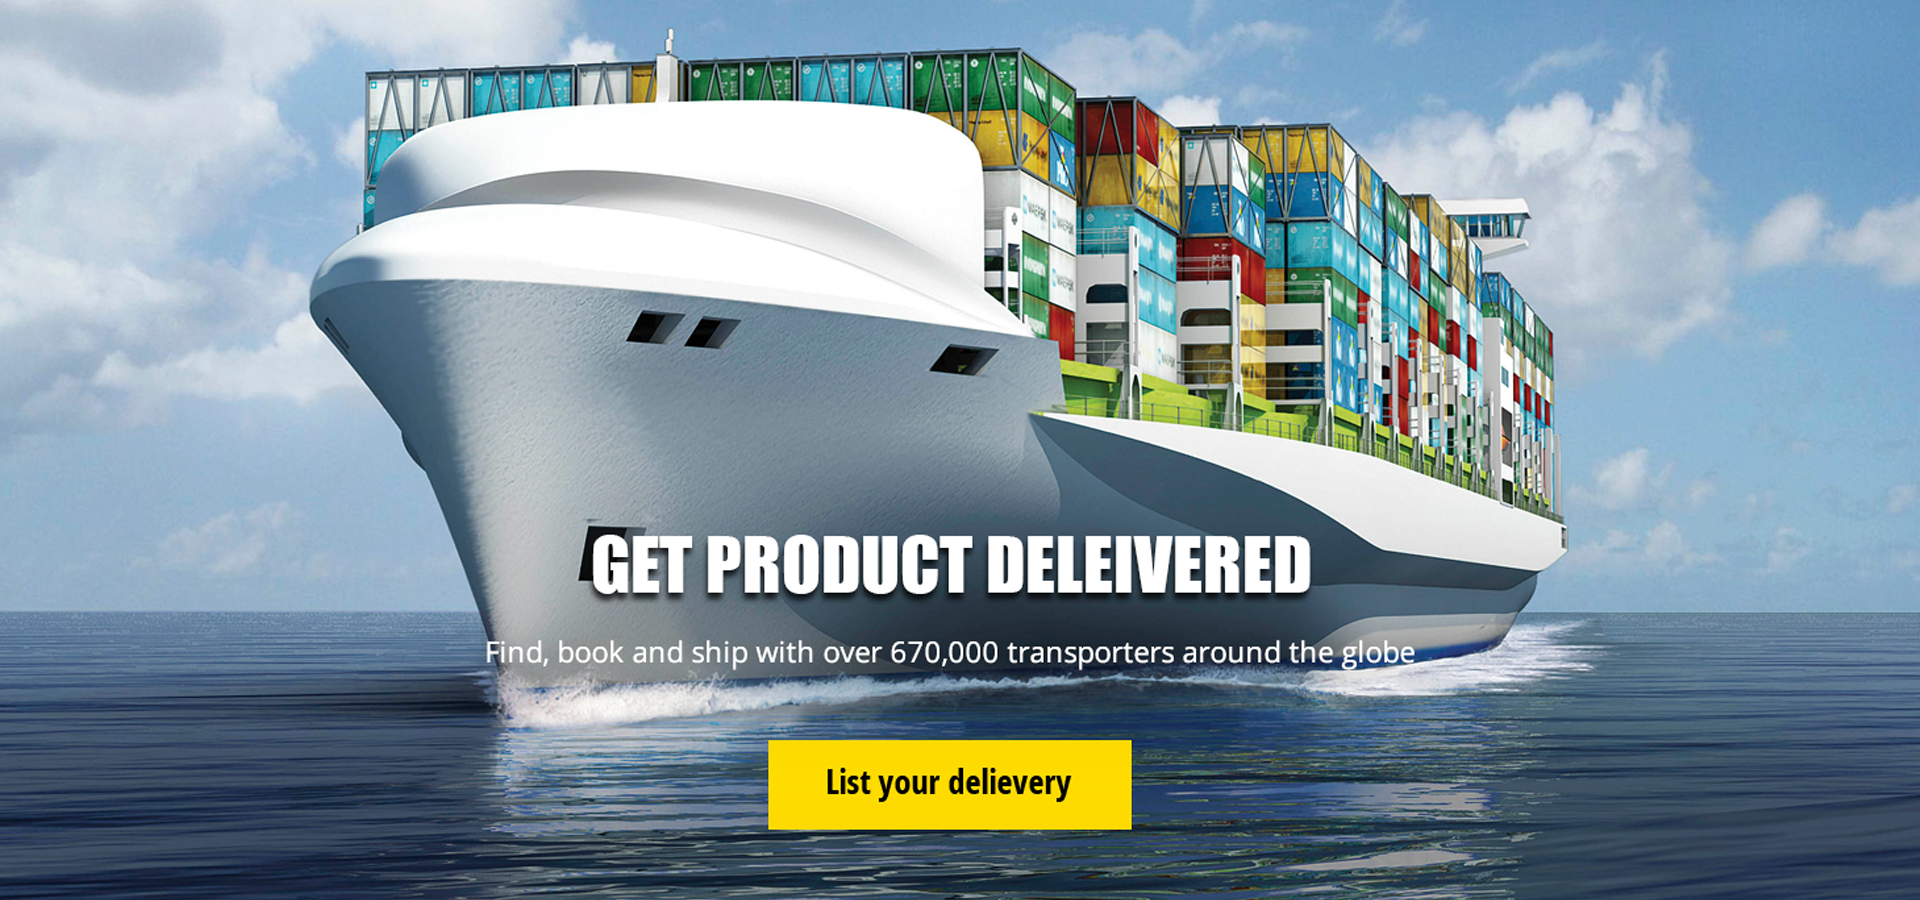 GET PRODUCT DELEIVERED
Find, book and ship with over 670,000 transporters around the globe
List your delievery